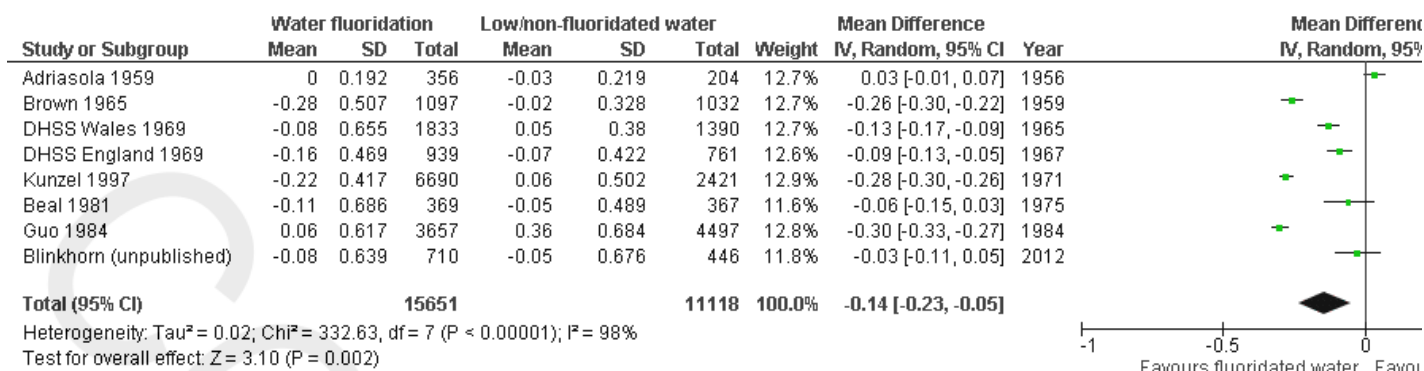 Water fluoridation Low/non-fluoridated water Mean Difference Mean Differenc
Study or Subgroup Mean SD Total Mean SD Total Weight IV, Random, 95% CI Year IV, Random, 95%
Adriasola 1959 0 0.192 356 -0.03 0.219 204 12.7% 0.03 [-0.01, 0.07] 1956
Brown 1965 -0.28 0.507 1097 -0.02 0.328 1032 12.7% -0.26 [-0.30, -0.22] 1959
DHSS Wales 1969 -0.08 0.655 1833 0.05 0.38 1390 12.7% -0.13 [-0.17, -0.09] 1965
DHSS England 1969 -0.16 0.469 939 -0.07 0.422 761 12.6% -0.09 [-0.13, -0.05] 1967
Kunzel 1997 -0.22 0.417 6690 0.06 0.502 2421 12.9% -0.28 [-0.30, -0.26] 1971
Beal 1981 -0.11 0.686 369 -0.05 0.489 367 11.6% -0.06 [-0.15, 0.03] 1975
Guo 1984 0.06 0.617 3657 0.36 0.684 4497 12.8% -0.30 [-0.33, -0.27] 1984
Blinkhorn (unpublished) -0.08 0.639 710 -0.05 0.676 446 11.8% -0.03 [-0.11, 0.05] 2012
Total (95% CI) 15651 11118 100.0% -0.14 [-0.23, -0.05]
Heterogeneity: Tau² = 0.02; Chi² = 332.63, df = 7 (P < 0.00001); I² = 98%
Test for overall effect: Z = 3.10 (P = 0.002)
-1 -0.5 0
Favours fluoridated water Favou